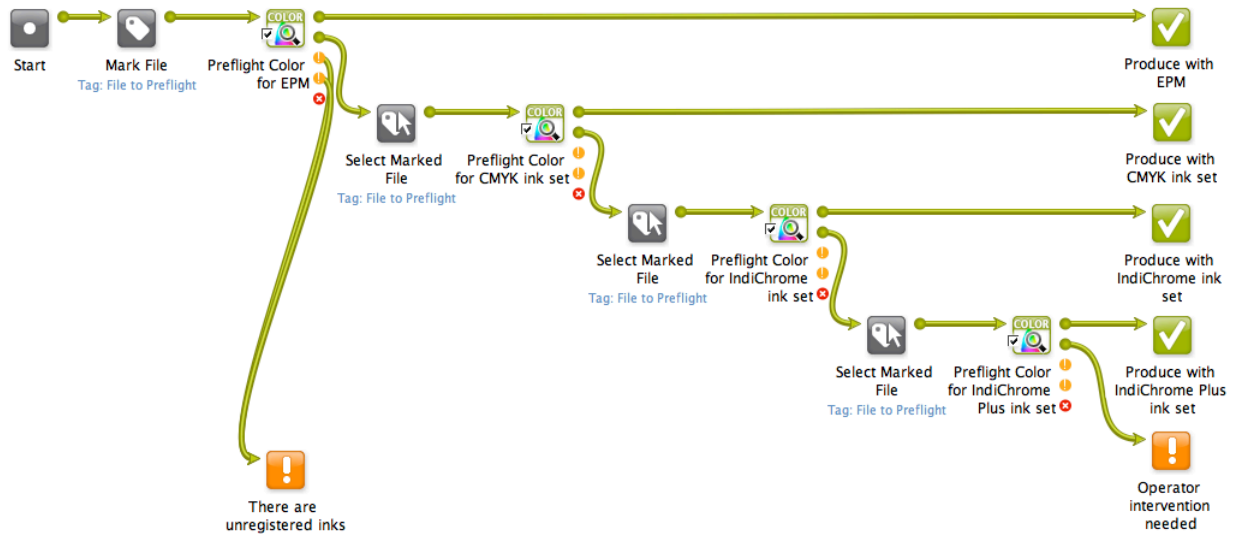 COLOR
Start
Mark File
Tag: File to Preflight
Preflight Color
for EPM
Produce with
EPM
COLOR
Select Marked
File
Tag: File to Preflight
Preflight Color
for CMYK ink set
Produce with
CMYK ink set
COLOR
Select Marked
File
Tag: File to Preflight
Preflight Color
for IndiChrome
ink set
Produce with
IndiChrome ink
set
COLOR
Select Marked
File
Tag: File to Preflight
Preflight Color
for IndiChrome
Plus ink set
Produce with
IndiChrome Plus
ink set
There are
unregistered inks
Operator
intervention
needed